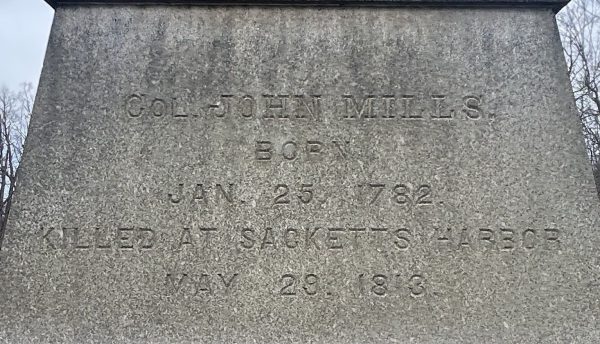 COL. JOHN MILLS.
BORN
JAN. 25, 1782
KILLED AT SACKETTS HARBOR
MAY 29, 1813.